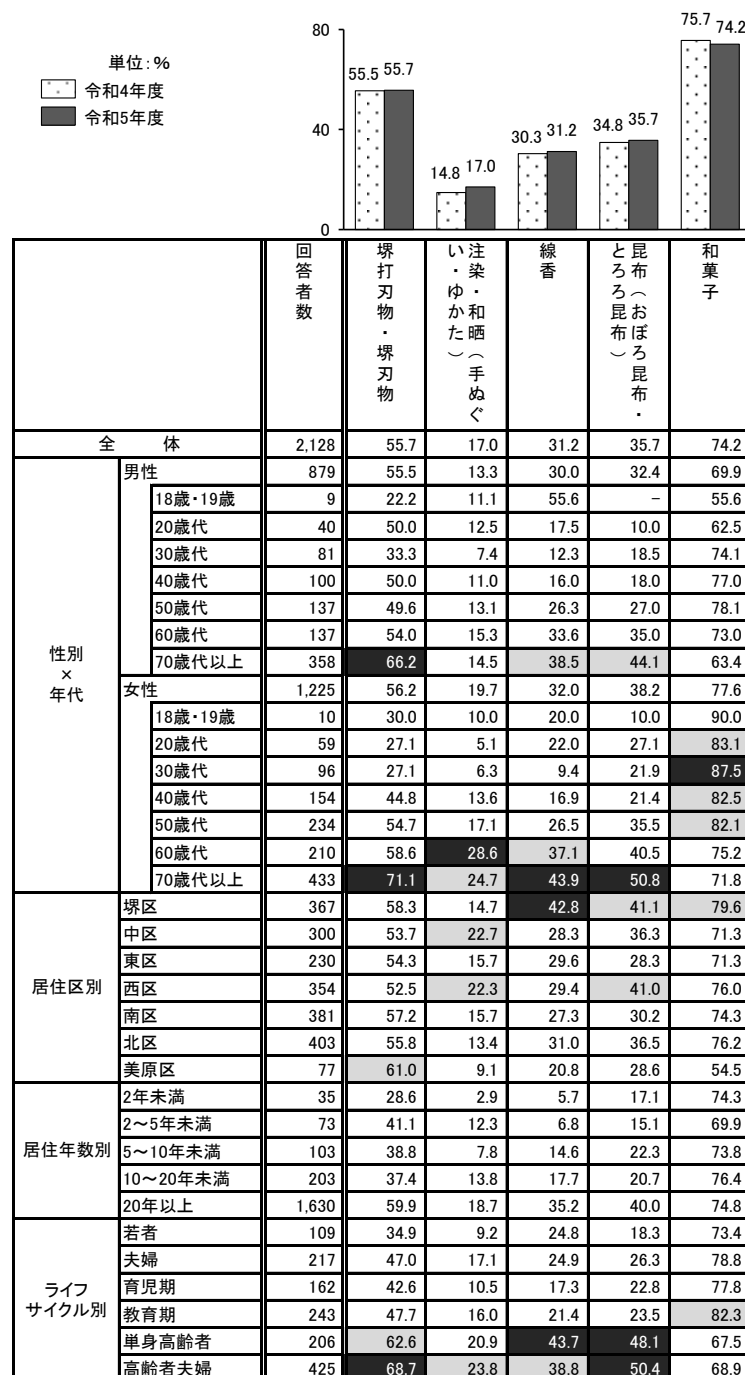 単位:%
令和4年度
令和5年度
80
40
0
55.5 55.7
14.8 17.0
30.3 31.2
34.8 35.7
75.7 74.2
回答者数
堺打刃物・堺刃物
注染・和晒(手ぬぐ
い・ゆかた)
線香
昆布(おぼろ昆布・
とろろ昆布)
和菓子
全 体 2,128 55.7 17.0 31.2 35.7 74.2
性別
×
年代
男性 879 55.5 13.3 30.0 32.4 69.9
18歳・19歳 9 22.2 11.1 55.6 − 55.6
20歳代 40 50.0 12.5 17.5 10.0 62.5
30歳代 81 33.3 7.4 12.3 18.5 74.1
40歳代 100 50.0 11.0 16.0 18.0 77.0
50歳代 137 49.6 13.1 26.3 27.0 78.1
60歳代 137 54.0 15.3 33.6 35.0 73.0
70歳代以上 358 66.2 14.5 38.5 44.1 63.4
女性 1,225 56.2 19.7 32.0 38.2 77.6
18歳・19歳 10 30.0 10.0 20.0 10.0 90.0
20歳代 59 27.1 5.1 22.0 27.1 83.1
30歳代 96 27.1 6.3 9.4 21.9 87.5
40歳代 154 44.8 13.6 16.9 21.4 82.5
50歳代 234 54.7 17.1 26.5 35.5 82.1
60歳代 210 58.6 28.6 37.1 40.5 75.2
70歳代以上 433 71.1 24.7 43.9 50.8 71.8
居住区別
堺区 367 58.3 14.7 42.8 41.1 79.6
中区 300 53.7 22.7 28.3 36.3 71.3
東区 230 54.3 15.7 29.6 28.3 71.3
西区 354 52.5 22.3 29.4 41.0 76.0
南区 381 57.2 15.7 27.3 30.2 74.3
北区 403 55.8 13.4 31.0 36.5 76.2
美原区 77 61.0 9.1 20.8 28.6 54.5
居住年数別
2年未満 35 28.6 2.9 5.7 17.1 74.3
2~5年未満 73 41.1 12.3 6.8 15.1 69.9
5~10年未満 103 38.8 7.8 14.6 22.3 73.8
10~20年未満 203 37.4 13.8 17.7 20.7 76.4
20年以上 1,630 59.9 18.7 35.2 40.0 74.8
ライフ
サイクル別
若者 109 34.9 9.2 24.8 18.3 73.4
夫婦 217 47.0 17.1 24.9 26.3 78.8
育児期 162 42.6 10.5 17.3 22.8 77.8
教育期 243 47.7 16.0 21.4 23.5 82.3
単身高齢者 206 62.6 20.9 43.7 48.1 67.5
高齢者夫婦 425 68.7 23.8 38.8 50.4 68.9